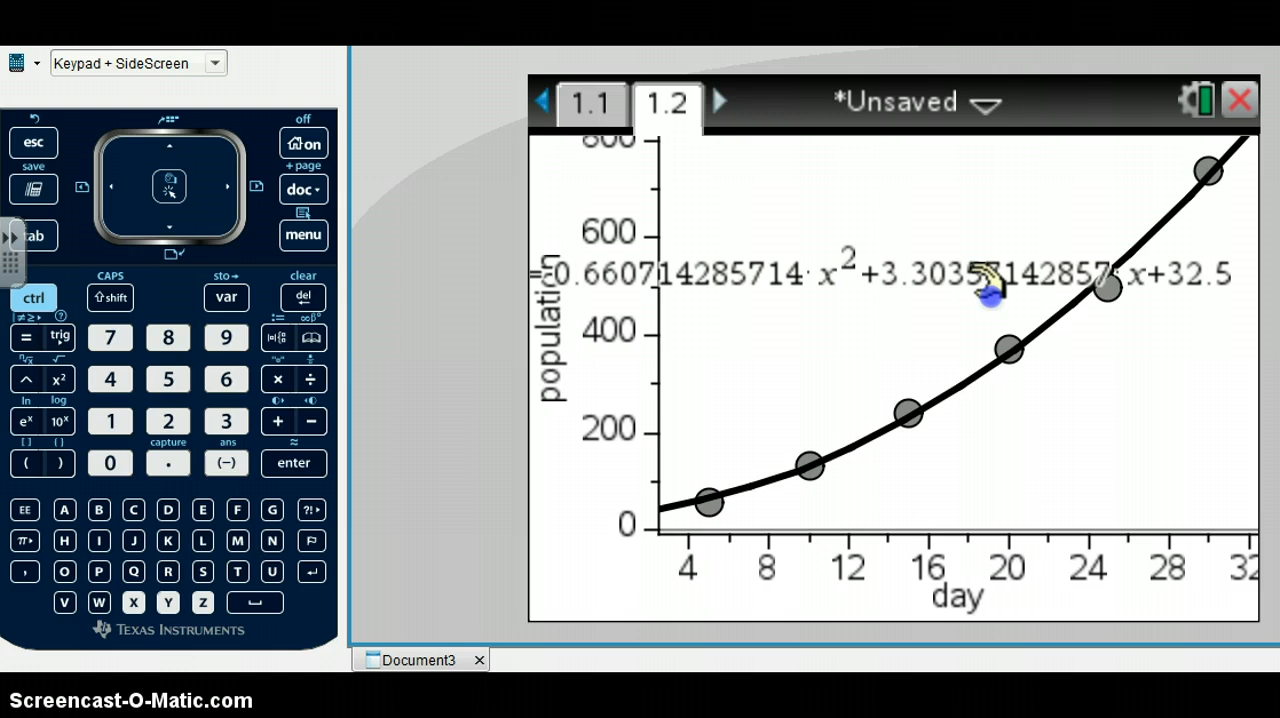 Keypad + SideScreen
off
esc
on
save
+ page
doc
tab
menu
CAPS
sto→
clear
ctrl
⇧shift
var
del
|≠≥▸ ? := ∞β°
= trig 7 8 9 |□|{8
ⁿ√x √
^ x² 4 5 6 × ÷
ln log
eˣ 10ˣ 1 2 3 + −
[ ] { } capture ans ≈
( ) 0 . (−) enter
EE A B C D E F G ?!▸
π▸ H I J K L M N
, O P Q R S T U ↵
V W X Y Z
TEXAS INSTRUMENTS
1.1 1.2 *Unsaved
800
600
=0.660714285714· x²+3.30357142857· x+32.5
population
400
200
0
4 8 12 16 20 24 28 32
day
Document3
Screencast-O-Matic.com